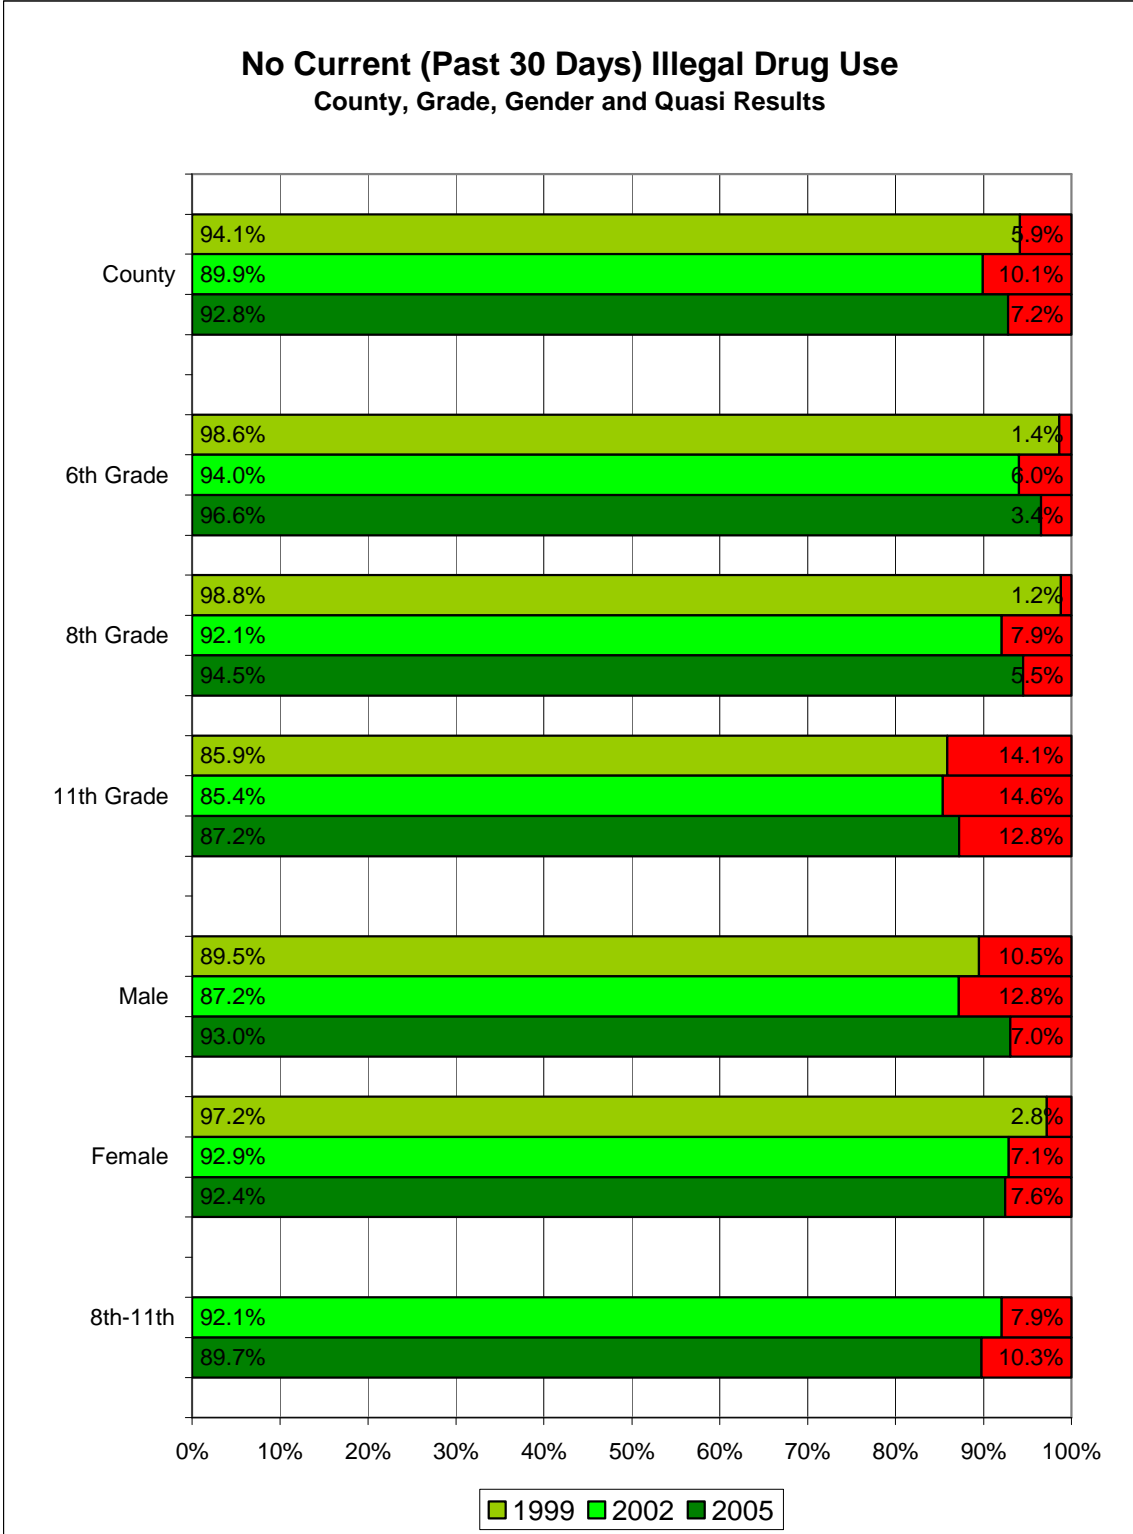 No Current (Past 30 Days) Illegal Drug Use
County, Grade, Gender and Quasi Results
94.1% 5.9%
County 89.9% 10.1%
92.8% 7.2%
98.6% 1.4%
6th Grade 94.0% 6.0%
96.6% 3.4%
98.8% 1.2%
8th Grade 92.1% 7.9%
94.5% 5.5%
85.9% 14.1%
11th Grade 85.4% 14.6%
87.2% 12.8%
89.5% 10.5%
Male 87.2% 12.8%
93.0% 7.0%
97.2% 2.8%
Female 92.9% 7.1%
92.4% 7.6%
8th-11th 92.1% 7.9%
89.7% 10.3%
0% 10% 20% 30% 40% 50% 60% 70% 80% 90% 100%
1999 2002 2005